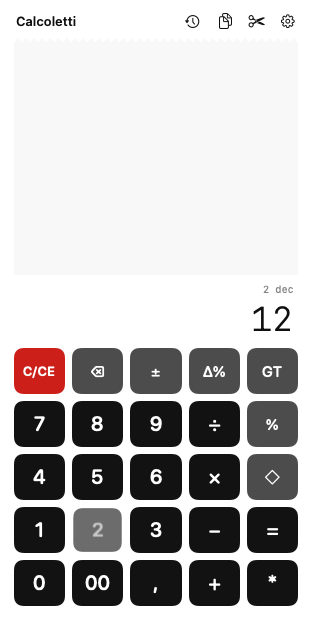 Calcoletti
2 dec
12
C/CE ± Δ% GT
7 8 9 ÷ %
4 5 6 × ◇
1 2 3 − =
0 00 , + *